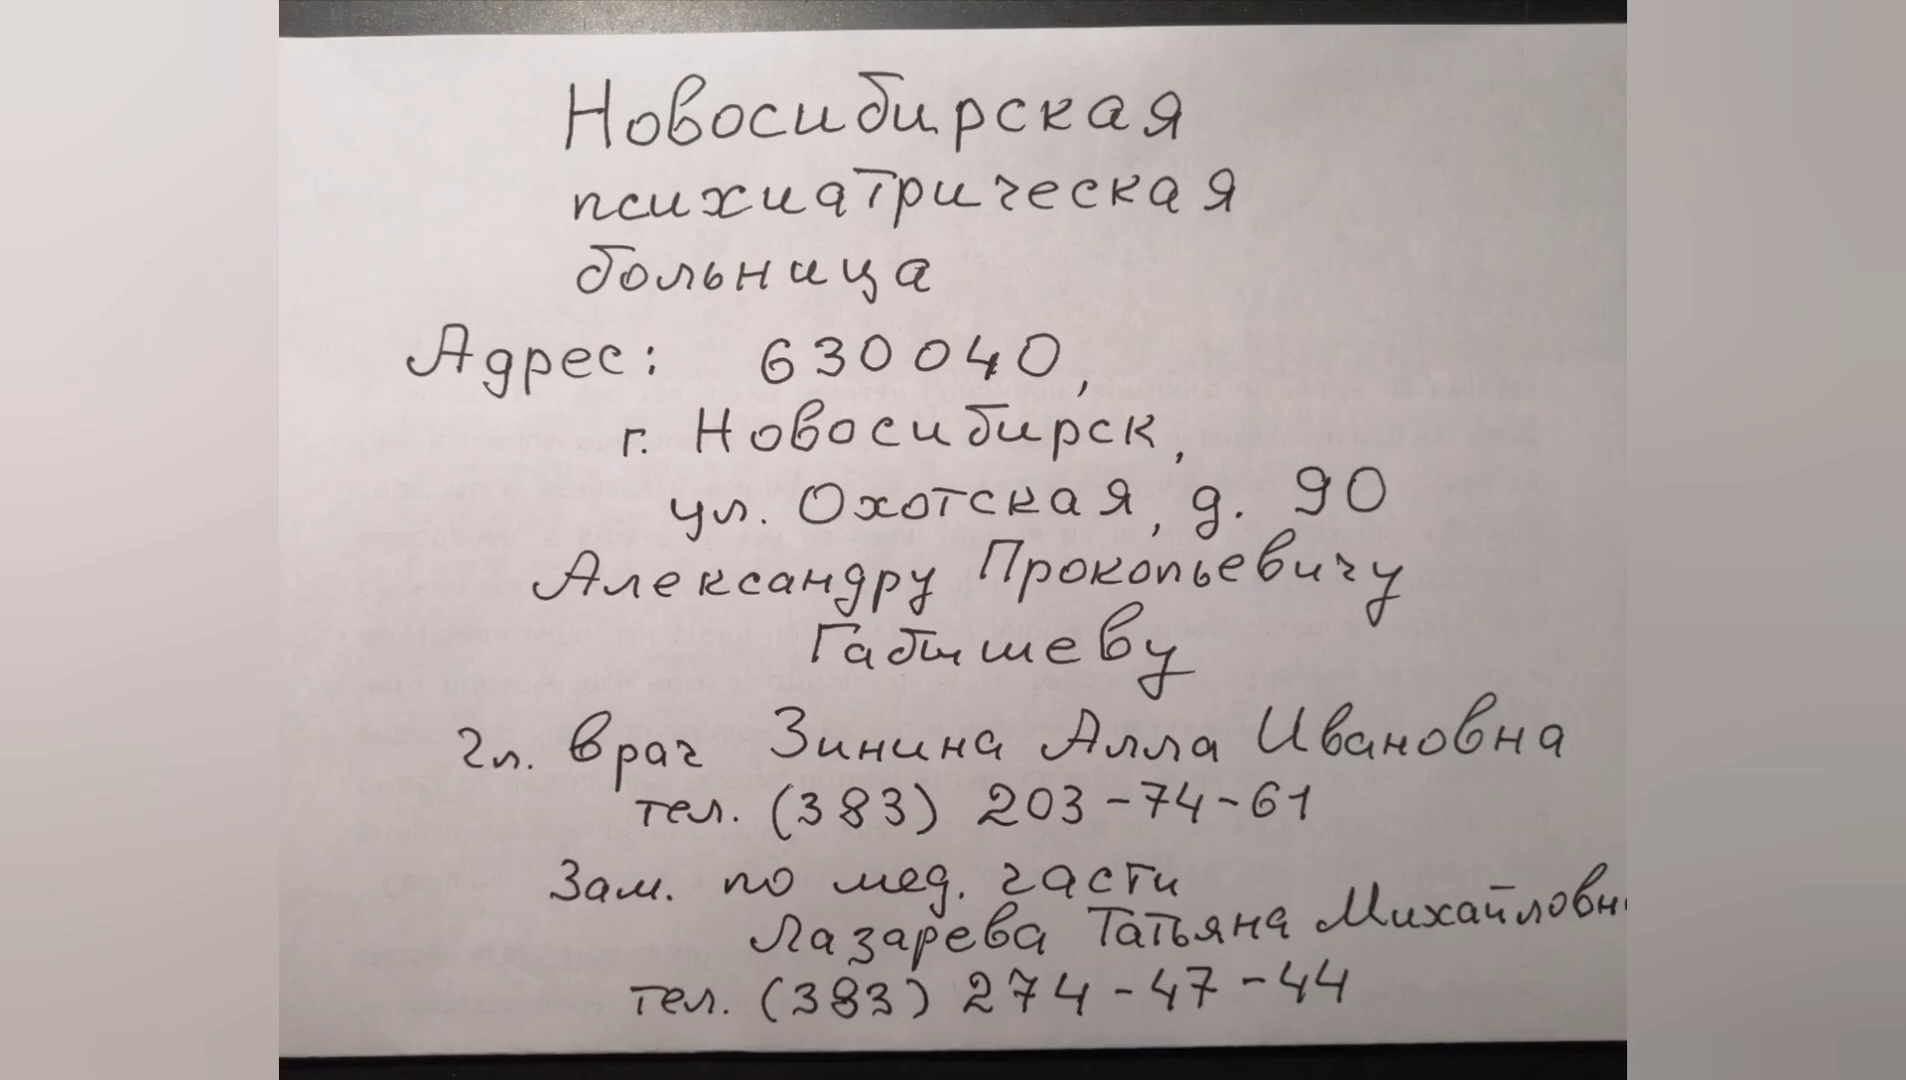 Новосибирская
психиатрическая
больница
Адрес: 630040,
г. Новосибирск,
ул. Охотская, д. 90
Александру Прокопьевичу
Габышеву
гл. врач Зинина Алла Ивановна
тел. (383) 203-74-61
Зам. по мед. части
Лазарева Татьяна Михайловн
тел. (383) 274-47-44